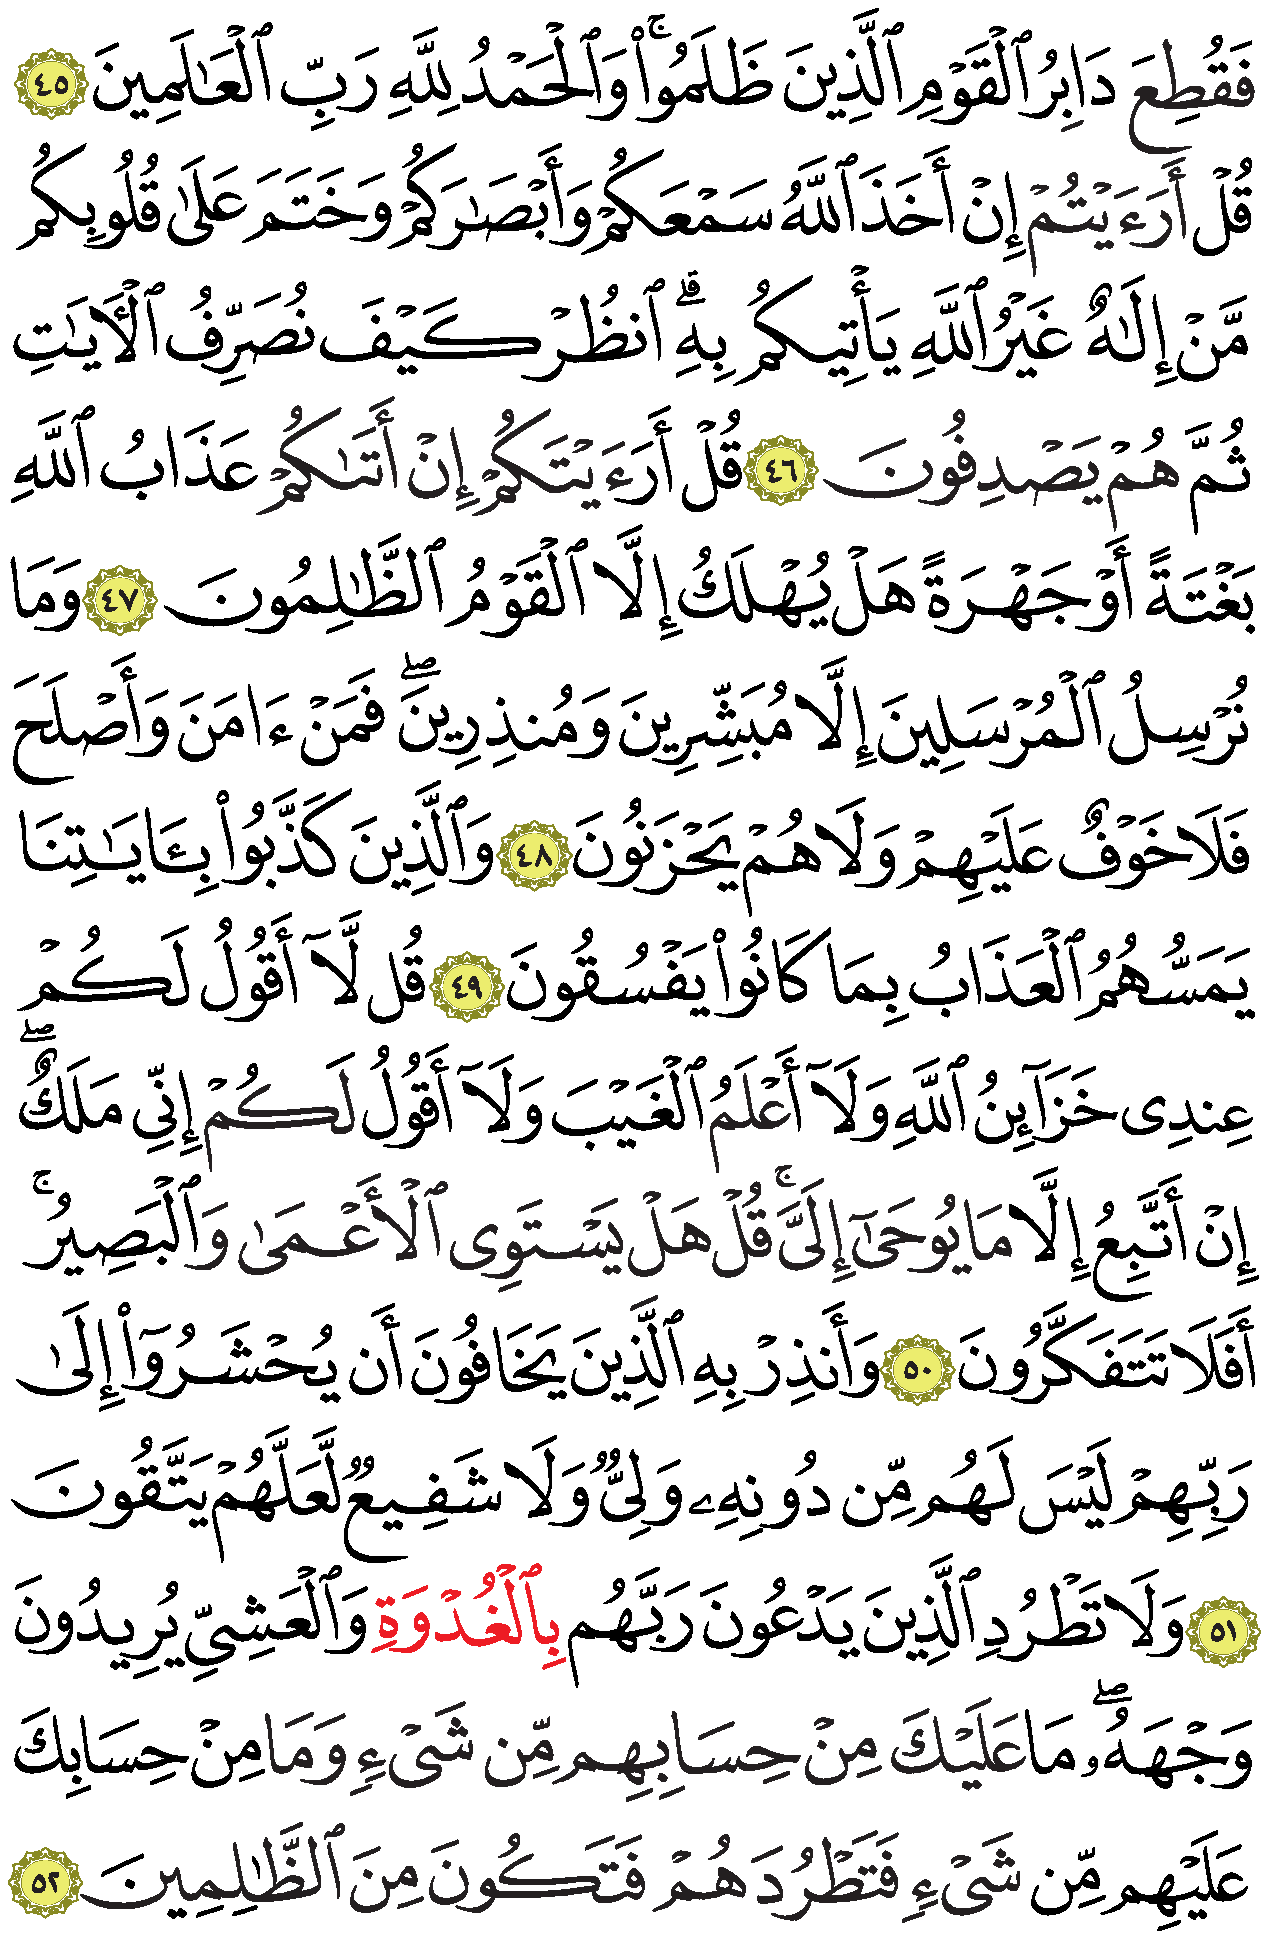 فَقُطِعَ دَابِرُ ٱلْقَوْمِ ٱلَّذِينَ ظَلَمُوا۟ ۚ وَٱلْحَمْدُ لِلَّهِ رَبِّ ٱلْعَـٰلَمِينَ ٤٥
قُلْ أَرَءَيْتُمْ إِنْ أَخَذَ ٱللَّهُ سَمْعَكُمْ وَأَبْصَـٰرَكُمْ وَخَتَمَ عَلَىٰ قُلُوبِكُم
مَّنْ إِلَـٰهٌ غَيْرُ ٱللَّهِ يَأْتِيكُم بِهِ ۗ ٱنظُرْ كَيْفَ نُصَرِّفُ ٱلْـَٔايَـٰتِ
ثُمَّ هُمْ يَصْدِفُونَ ٤٦ قُلْ أَرَءَيْتَكُمْ إِنْ أَتَىٰكُمْ عَذَابُ ٱللَّهِ
بَغْتَةً أَوْ جَهْرَةً هَلْ يُهْلَكُ إِلَّا ٱلْقَوْمُ ٱلظَّـٰلِمُونَ ٤٧ وَمَا
نُرْسِلُ ٱلْمُرْسَلِينَ إِلَّا مُبَشِّرِينَ وَمُنذِرِينَ ۖ فَمَنْ ءَامَنَ وَأَصْلَحَ
فَلَا خَوْفٌ عَلَيْهِمْ وَلَا هُمْ يَحْزَنُونَ ٤٨ وَٱلَّذِينَ كَذَّبُوا۟ بِـَٔايَـٰتِنَا
يَمَسُّهُمُ ٱلْعَذَابُ بِمَا كَانُوا۟ يَفْسُقُونَ ٤٩ قُل لَّآ أَقُولُ لَكُمْ
عِندِى خَزَآئِنُ ٱللَّهِ وَلَآ أَعْلَمُ ٱلْغَيْبَ وَلَآ أَقُولُ لَكُمْ إِنِّى مَلَكٌ ۖ
إِنْ أَتَّبِعُ إِلَّا مَا يُوحَىٰٓ إِلَىَّ ۚ قُلْ هَلْ يَسْتَوِى ٱلْأَعْمَىٰ وَٱلْبَصِيرُ ۚ
أَفَلَا تَتَفَكَّرُونَ ٥٠ وَأَنذِرْ بِهِ ٱلَّذِينَ يَخَافُونَ أَن يُحْشَرُوٓا۟ إِلَىٰ
رَبِّهِمْ لَيْسَ لَهُم مِّن دُونِهِۦ وَلِىٌّ وَلَا شَفِيعٌ لَّعَلَّهُمْ يَتَّقُونَ
٥١ وَلَا تَطْرُدِ ٱلَّذِينَ يَدْعُونَ رَبَّهُم بِٱلْغُدْوَةِ وَٱلْعَشِىِّ يُرِيدُونَ
وَجْهَهُۥ ۖ مَا عَلَيْكَ مِنْ حِسَابِهِم مِّن شَىْءٍ وَمَا مِنْ حِسَابِكَ
عَلَيْهِم مِّن شَىْءٍ فَتَطْرُدَهُمْ فَتَكُونَ مِنَ ٱلظَّـٰلِمِينَ ٥٢